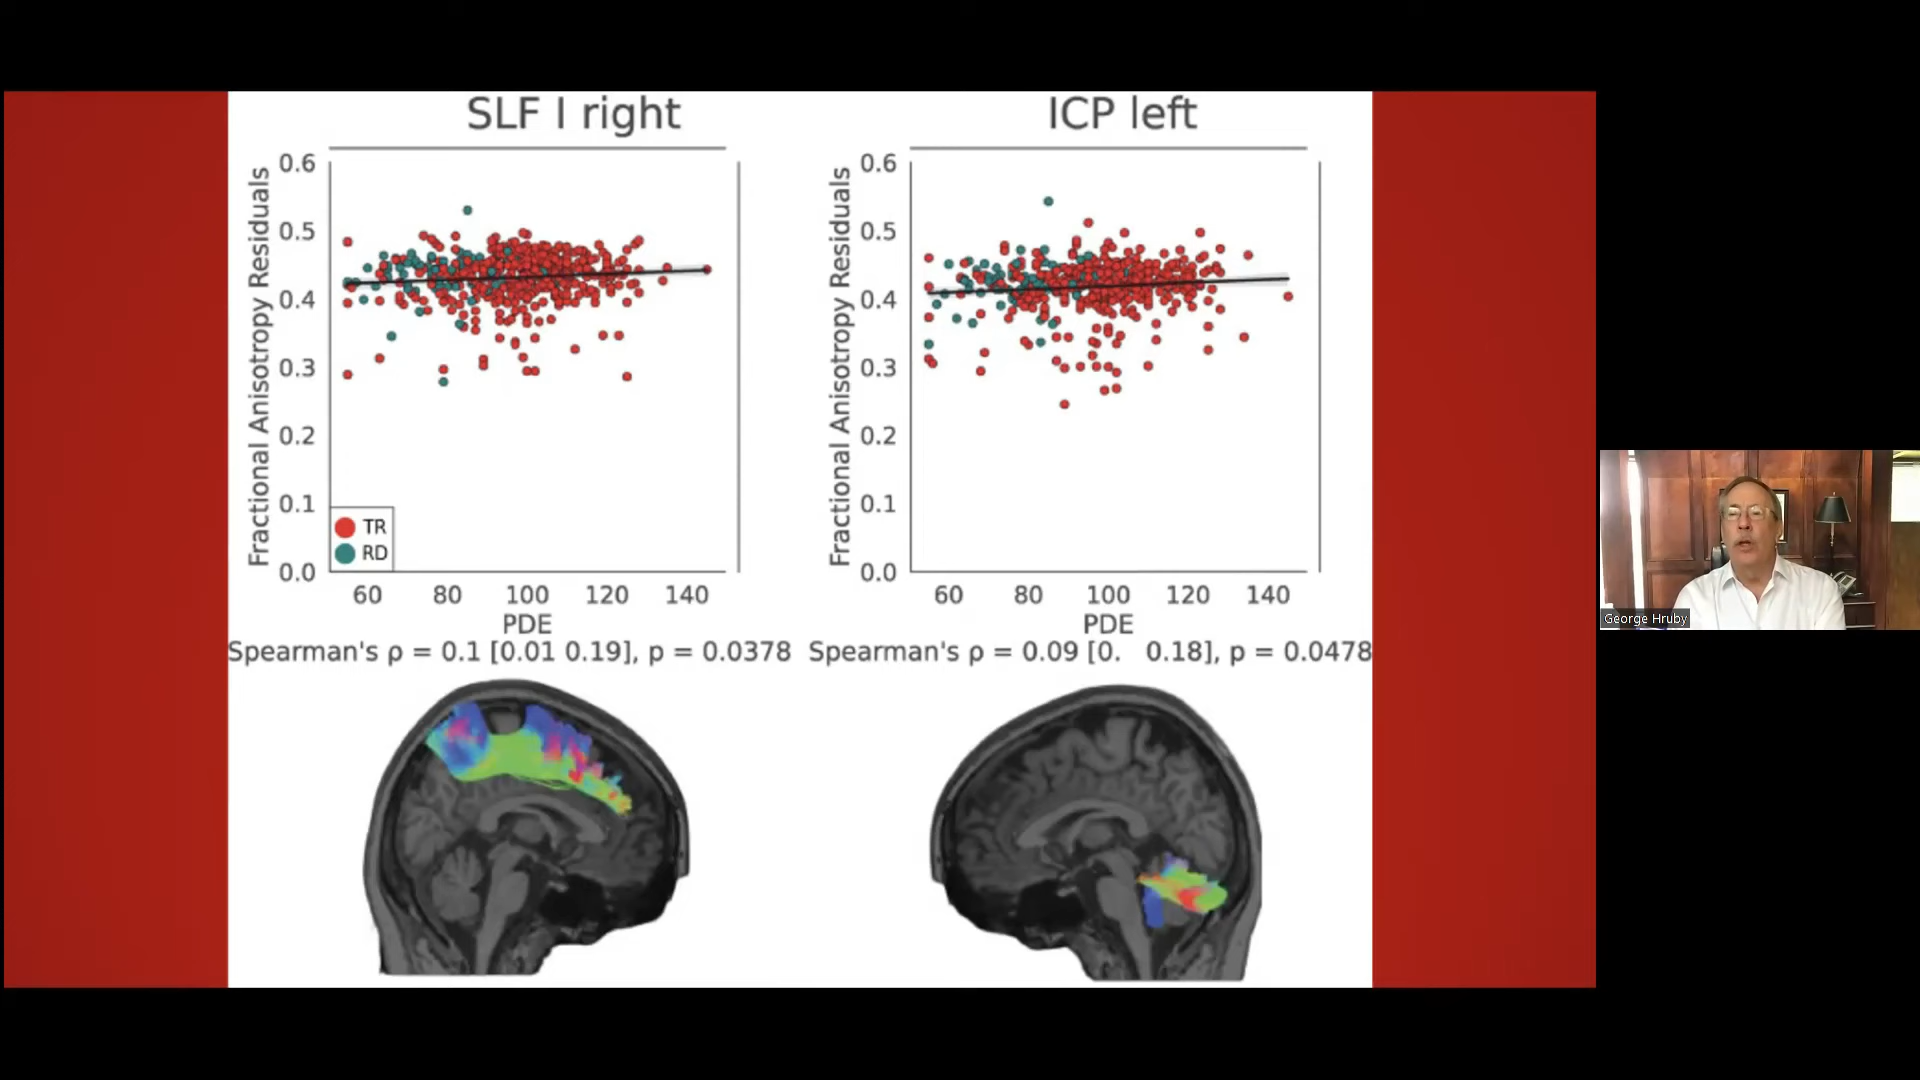 SLF I right
Fractional Anisotropy Residuals
0.6
0.5
0.4
0.3
0.2
0.1
0.0
TR
RD
60 80 100 120 140
PDE
Spearman's ρ = 0.1 [0.01 0.19], p = 0.0378
ICP left
Fractional Anisotropy Residuals
0.6
0.5
0.4
0.3
0.2
0.1
0.0
60 80 100 120 140
PDE
Spearman's ρ = 0.09 [0. 0.18], p = 0.0478
George Hruby